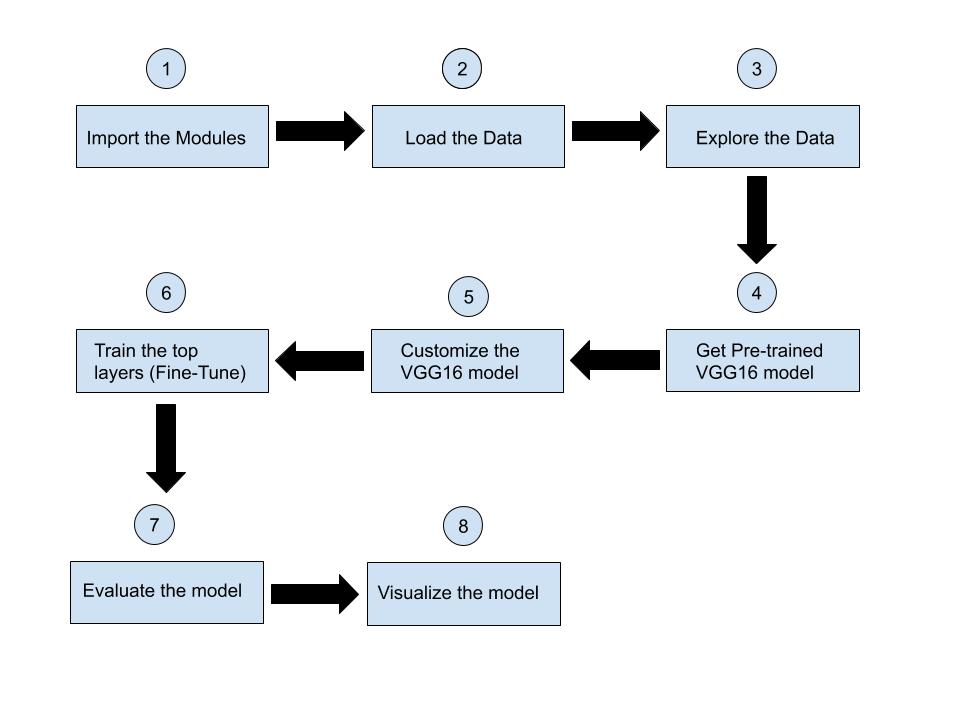 1
2
3
Import the Modules
Load the Data
Explore the Data
4
5
6
Get Pre-trained
VGG16 model
Customize the
VGG16 model
Train the top
layers (Fine-Tune)
7
8
Evaluate the model
Visualize the model